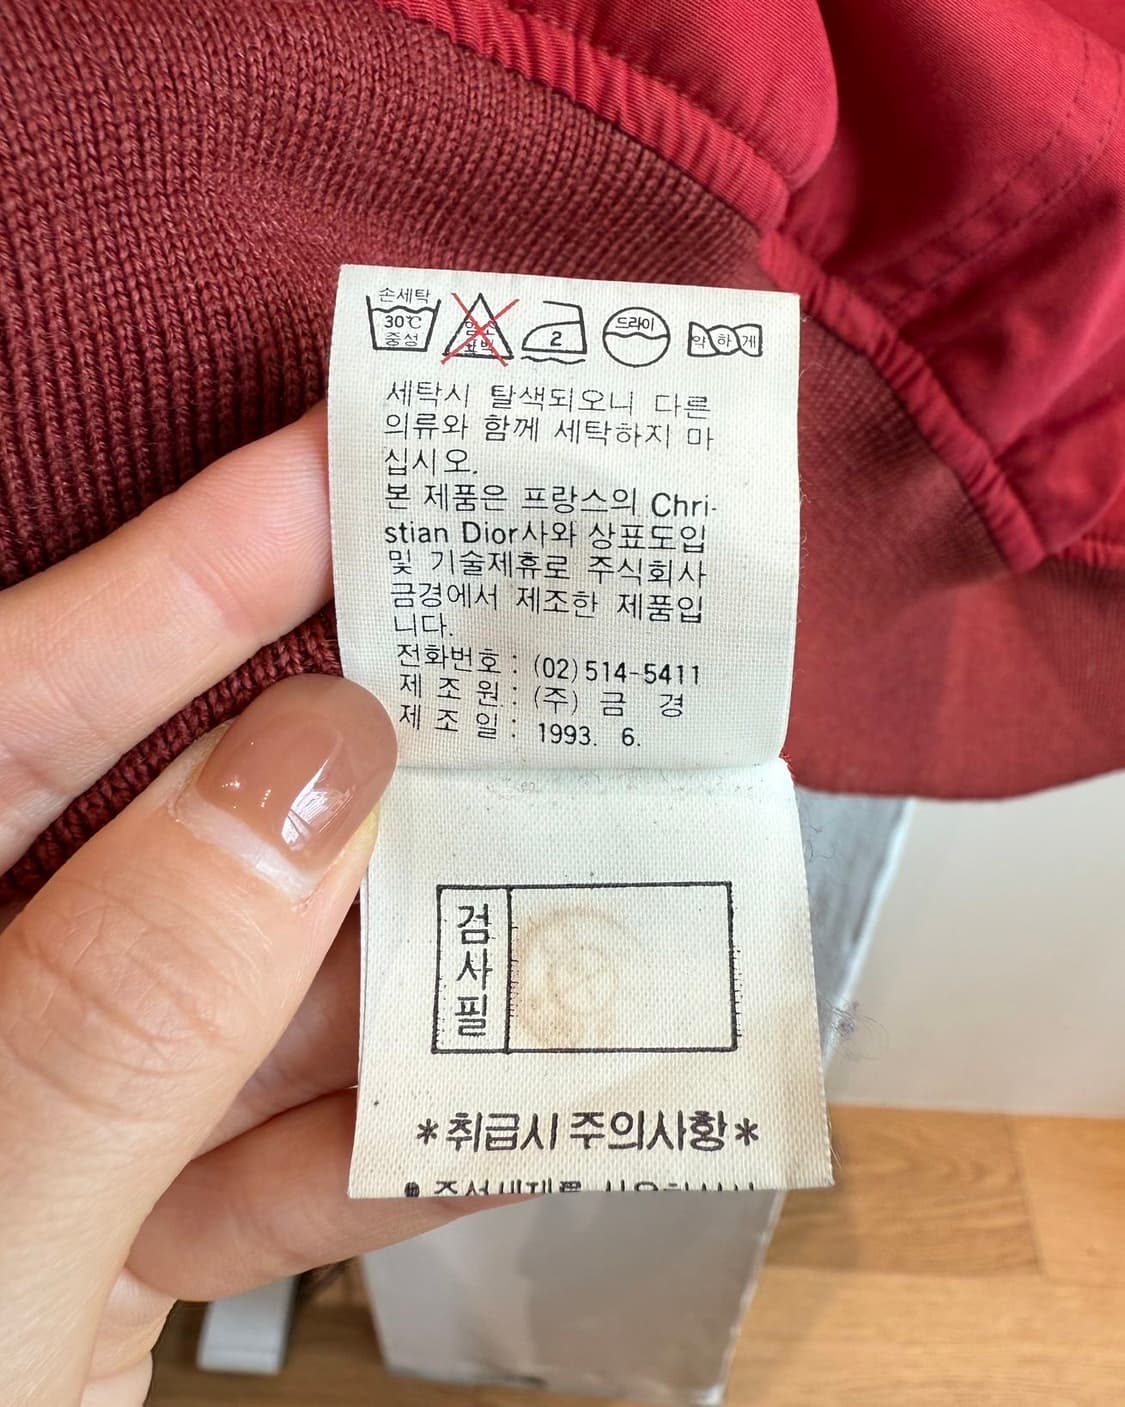 손세탁
30℃
중성
염소
표백
2
드라이
약하게
세탁시 탈색되오니 다른
의류와 함께 세탁하지 마
십시오.
본 제품은 프랑스의 Chri-
stian Dior사와 상표도입
및 기술제휴로 주식회사
금경에서 제조한 제품입
니다.
전화번호 : (02)514-5411
제 조 원 : (주) 금 경
제 조 일 : 1993. 6.
검
사
필
*취급시 주의사항*